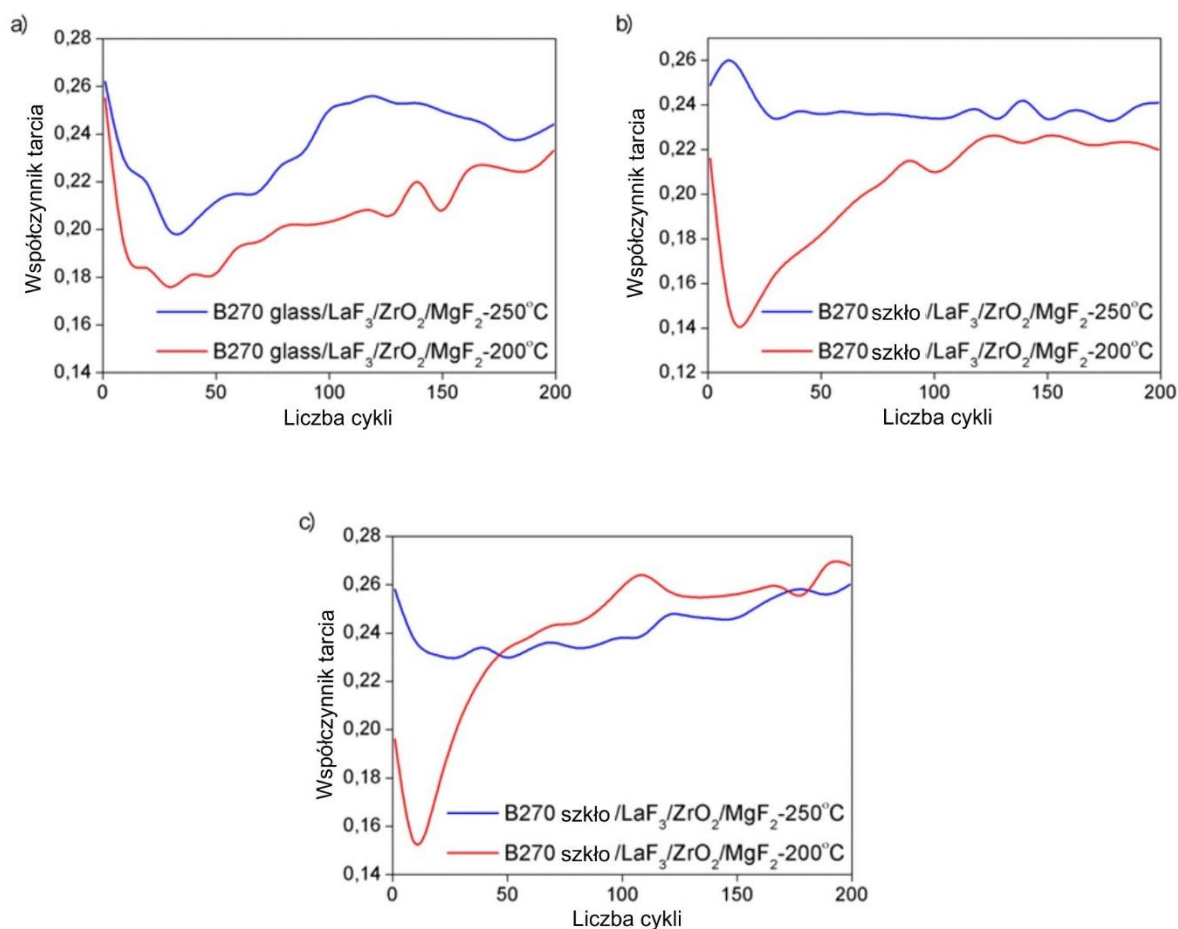 a)
0,28
0,26
0,24
0,22
0,20
0,18
0,16
0,14
Współczynnik tarcia
B270 glass/LaF₃/ZrO₂/MgF₂-250°C
B270 glass/LaF₃/ZrO₂/MgF₂-200°C
0 50 100 150 200
Liczba cykli
b)
0,26
0,24
0,22
0,20
0,18
0,16
0,14
0,12
Współczynnik tarcia
B270 szkło /LaF₃/ZrO₂/MgF₂-250°C
B270 szkło /LaF₃/ZrO₂/MgF₂-200°C
0 50 100 150 200
Liczba cykli
c)
0,28
0,26
0,24
0,22
0,20
0,18
0,16
0,14
Współczynnik tarcia
B270 szkło /LaF₃/ZrO₂/MgF₂-250°C
B270 szkło /LaF₃/ZrO₂/MgF₂-200°C
0 50 100 150 200
Liczba cykli